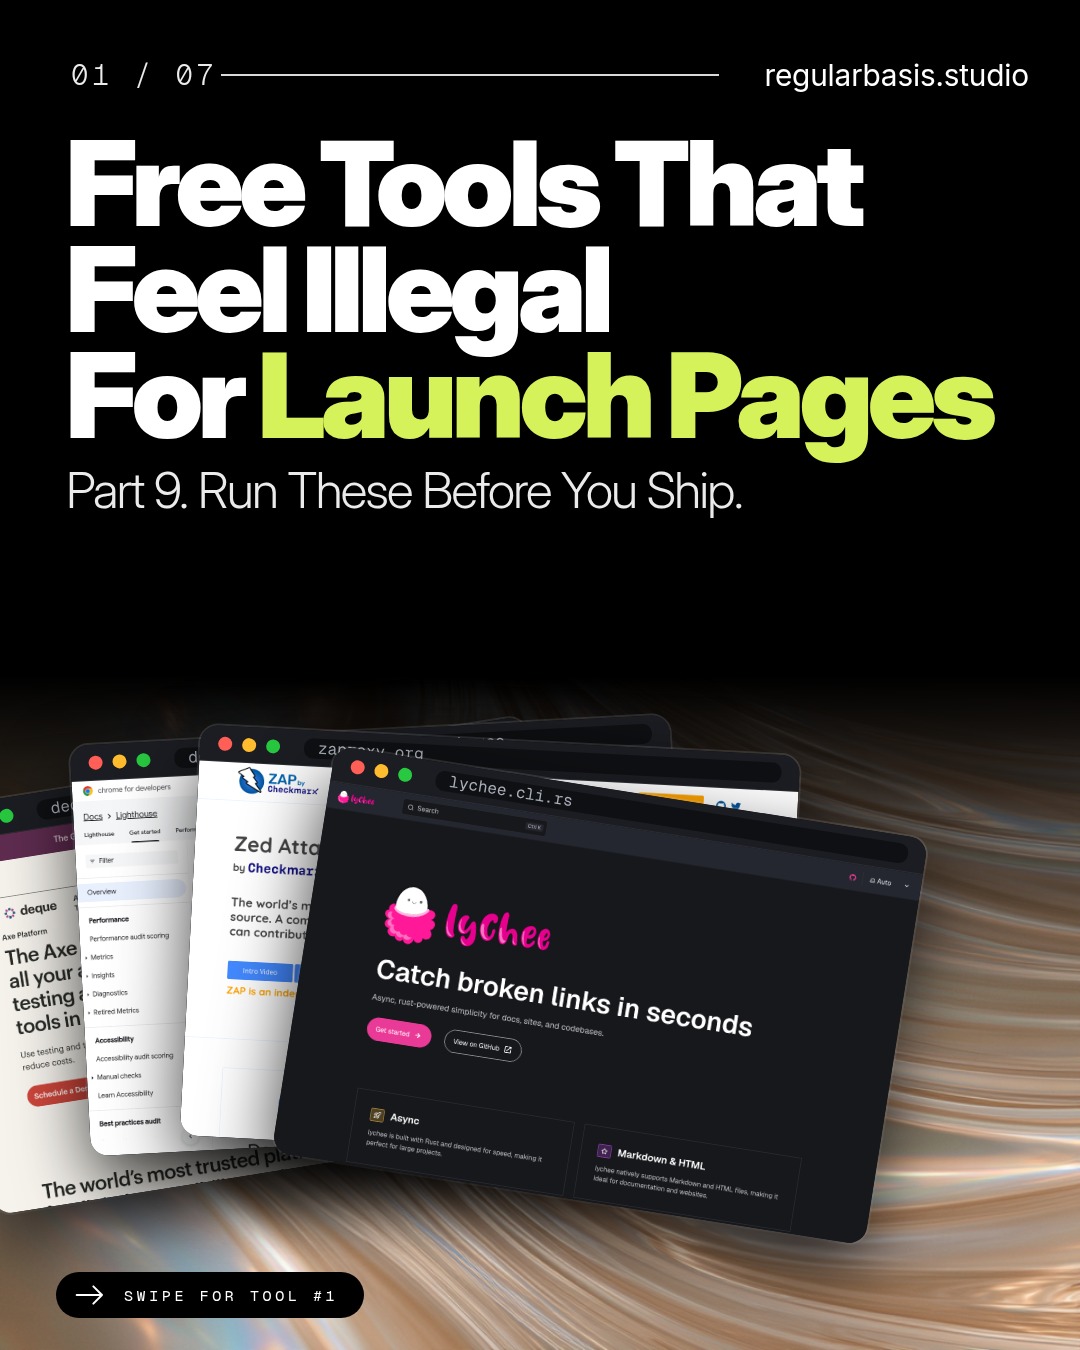 01 / 07
regularbasis.studio
Free Tools That
Feel Illegal
For Launch Pages
Part 9. Run These Before You Ship.
zaproxy.org
lychee.cli.rs
chrome for developers
Docs > Lighthouse
Lighthouse Get started
Filter
Overview
Performance
Performance audit scoring
Metrics
Insights
Diagnostics
Retired Metrics
Accessibility
Accessibility audit scoring
Manual checks
Learn Accessibility
Best practices audit
deque
Axe Platform
The Axe
all your
testing
tools in
Use testing and
reduce costs.
Schedule a
The world's most trusted
ZAP by
Checkmarx
Zed
by Checkmarx
The world's
source. A
can
Intro Video
ZAP is an
lychee
Search
Ctrl K
Auto
lychee
Catch broken links in seconds
Async, rust-powered simplicity for docs, sites, and codebases.
Get started →
View on GitHub
Async
lychee is built with Rust and designed for speed, making it
perfect for large projects.
Markdown & HTML
lychee natively supports Markdown and HTML files, making it
ideal for documentation and websites.
→ SWIPE FOR TOOL #1